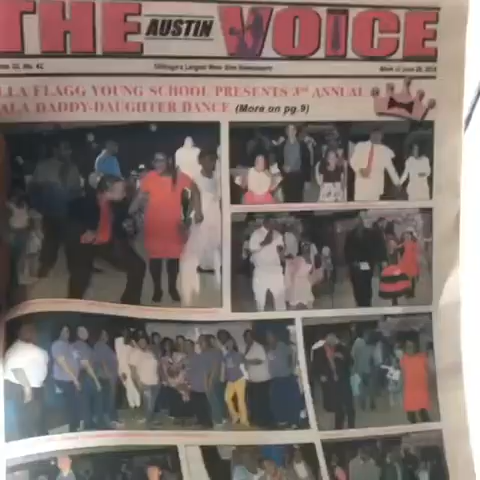 THE AUSTIN VOICE
Chicago's Largest West Side Newspaper
LLA FLAGG YOUNG SCHOOL PRESENTS 3RD ANNUAL
ALA DADDY-DAUGHTER DANCE (More on pg.9)